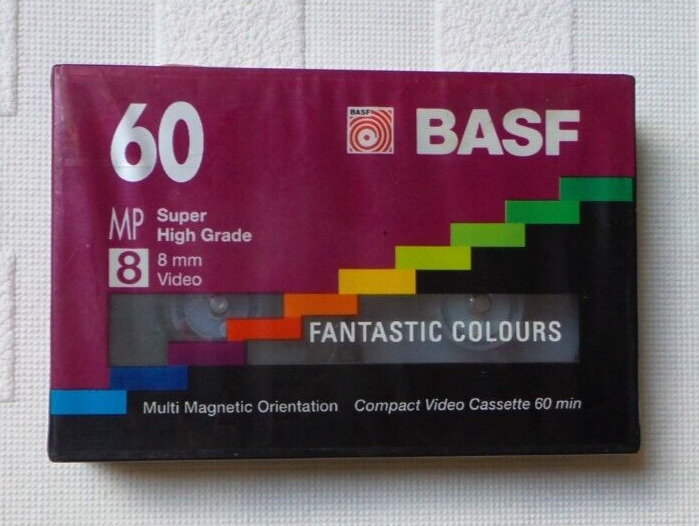 60
BASF
BASF
MP
Super
High Grade
8
8 mm
Video
FANTASTIC COLOURS
Multi Magnetic Orientation Compact Video Cassette 60 min